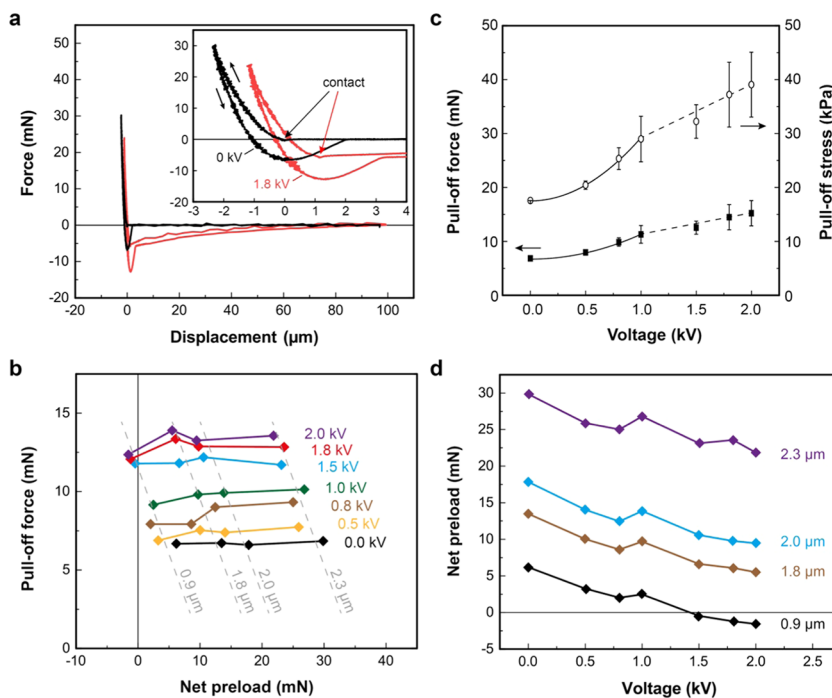 a
Force (mN)
50
40
30
20
10
0
-10
-20
-20 0 20 40 60 80 100
Displacement (µm)
30
20
10
0
-10
-20
-3 -2 -1 0 1 2 3 4
contact
0 kV
1.8 kV
c
Pull-off force (mN)
50
40
30
20
10
0
Pull-off stress (kPa)
50
40
30
20
10
0
0.0 0.5 1.0 1.5 2.0
Voltage (kV)
b
Pull-off force (mN)
15
10
5
0
-10 0 10 20 30 40 50
Net preload (mN)
2.0 kV
1.8 kV
1.5 kV
1.0 kV
0.8 kV
0.5 kV
0.0 kV
0.9 µm
1.8 µm
2.0 µm
2.3 µm
d
Net preload (mN)
30
25
20
15
10
5
0
-5
0.0 0.5 1.0 1.5 2.0 2.5
Voltage (kV)
2.3 µm
2.0 µm
1.8 µm
0.9 µm